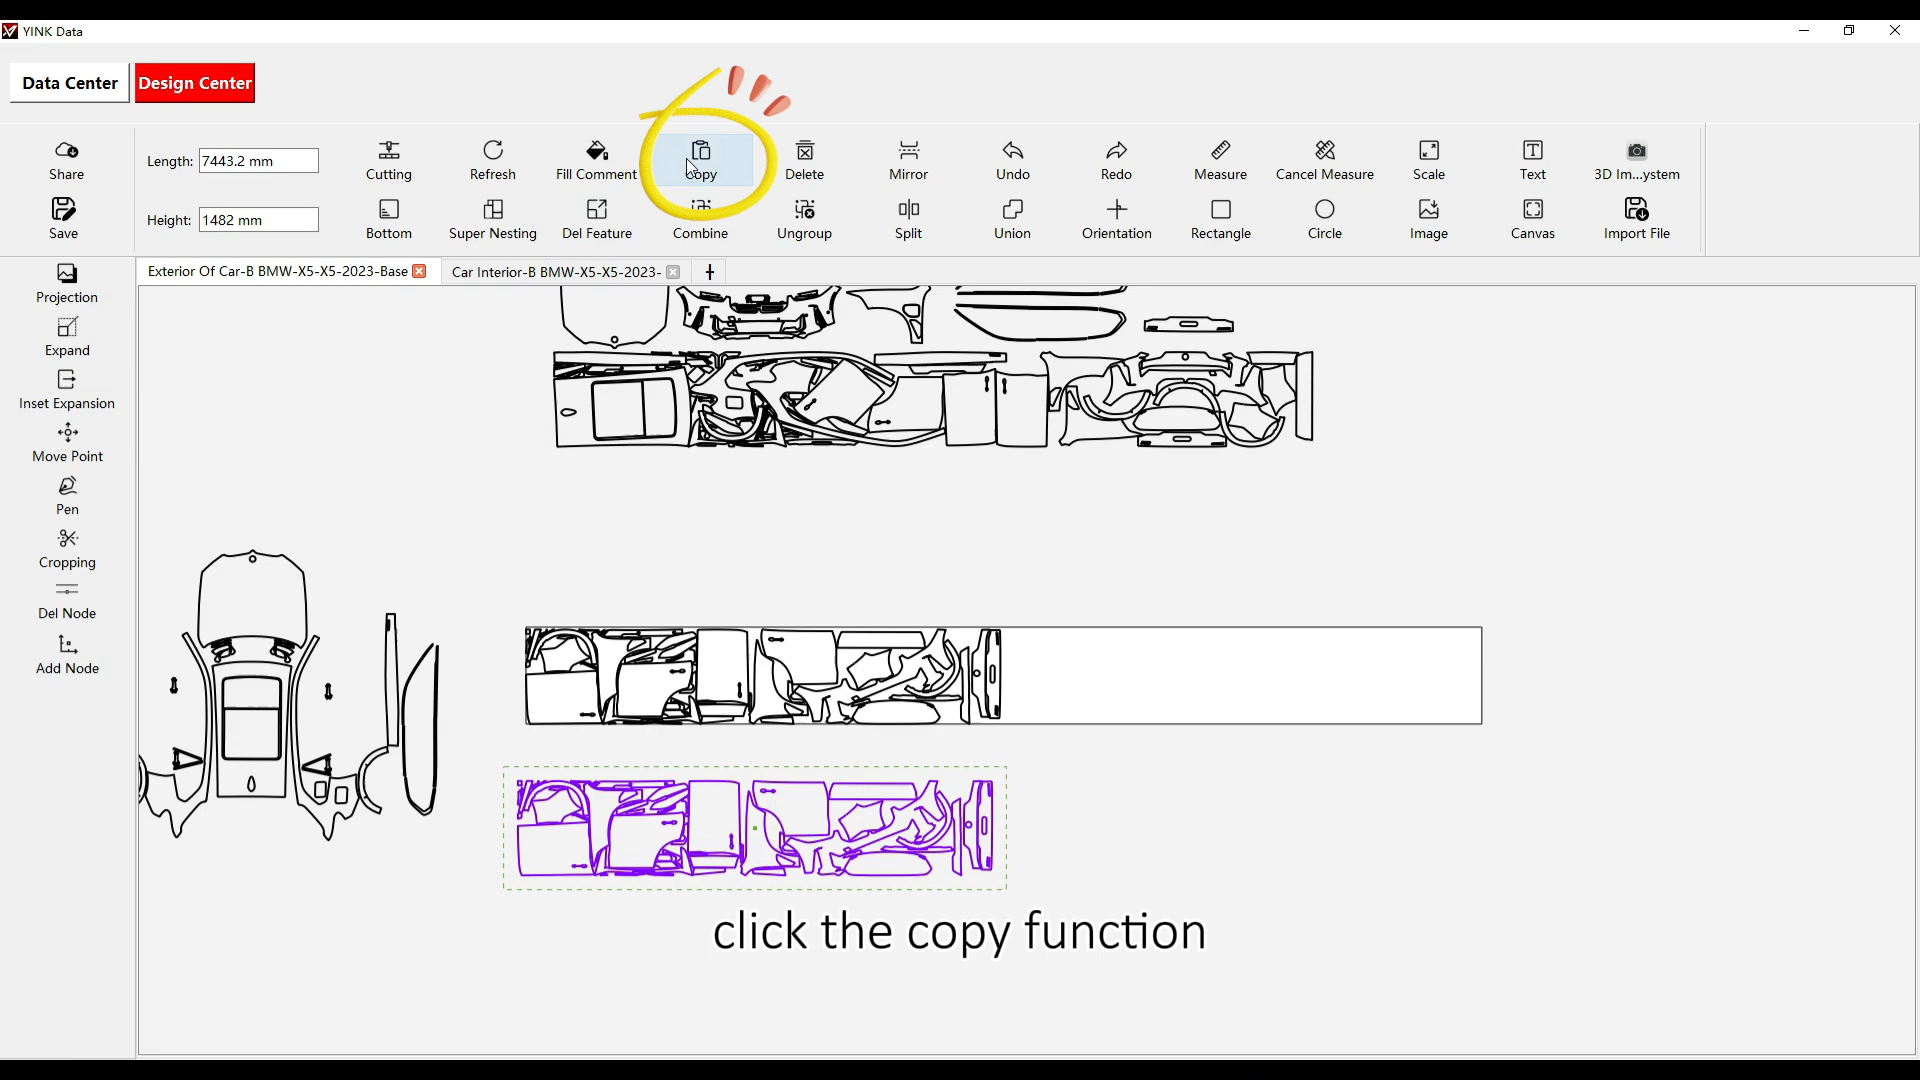 YINK Data
Data Center
Design Center
Share
Save
Length: 7443.2 mm
Height: 1482 mm
Cutting
Refresh
Fill Comment
Copy
Delete
Mirror
Undo
Redo
Measure
Cancel Measure
Scale
Text
3D Im...ystem
Bottom
Super Nesting
Del Feature
Combine
Ungroup
Split
Union
Orientation
Rectangle
Circle
Image
Canvas
Import File
Exterior Of Car-B BMW-X5-X5-2023-Base
Car Interior-B BMW-X5-X5-2023-
Projection
Expand
Inset Expansion
Move Point
Pen
Cropping
Del Node
Add Node
click the copy function